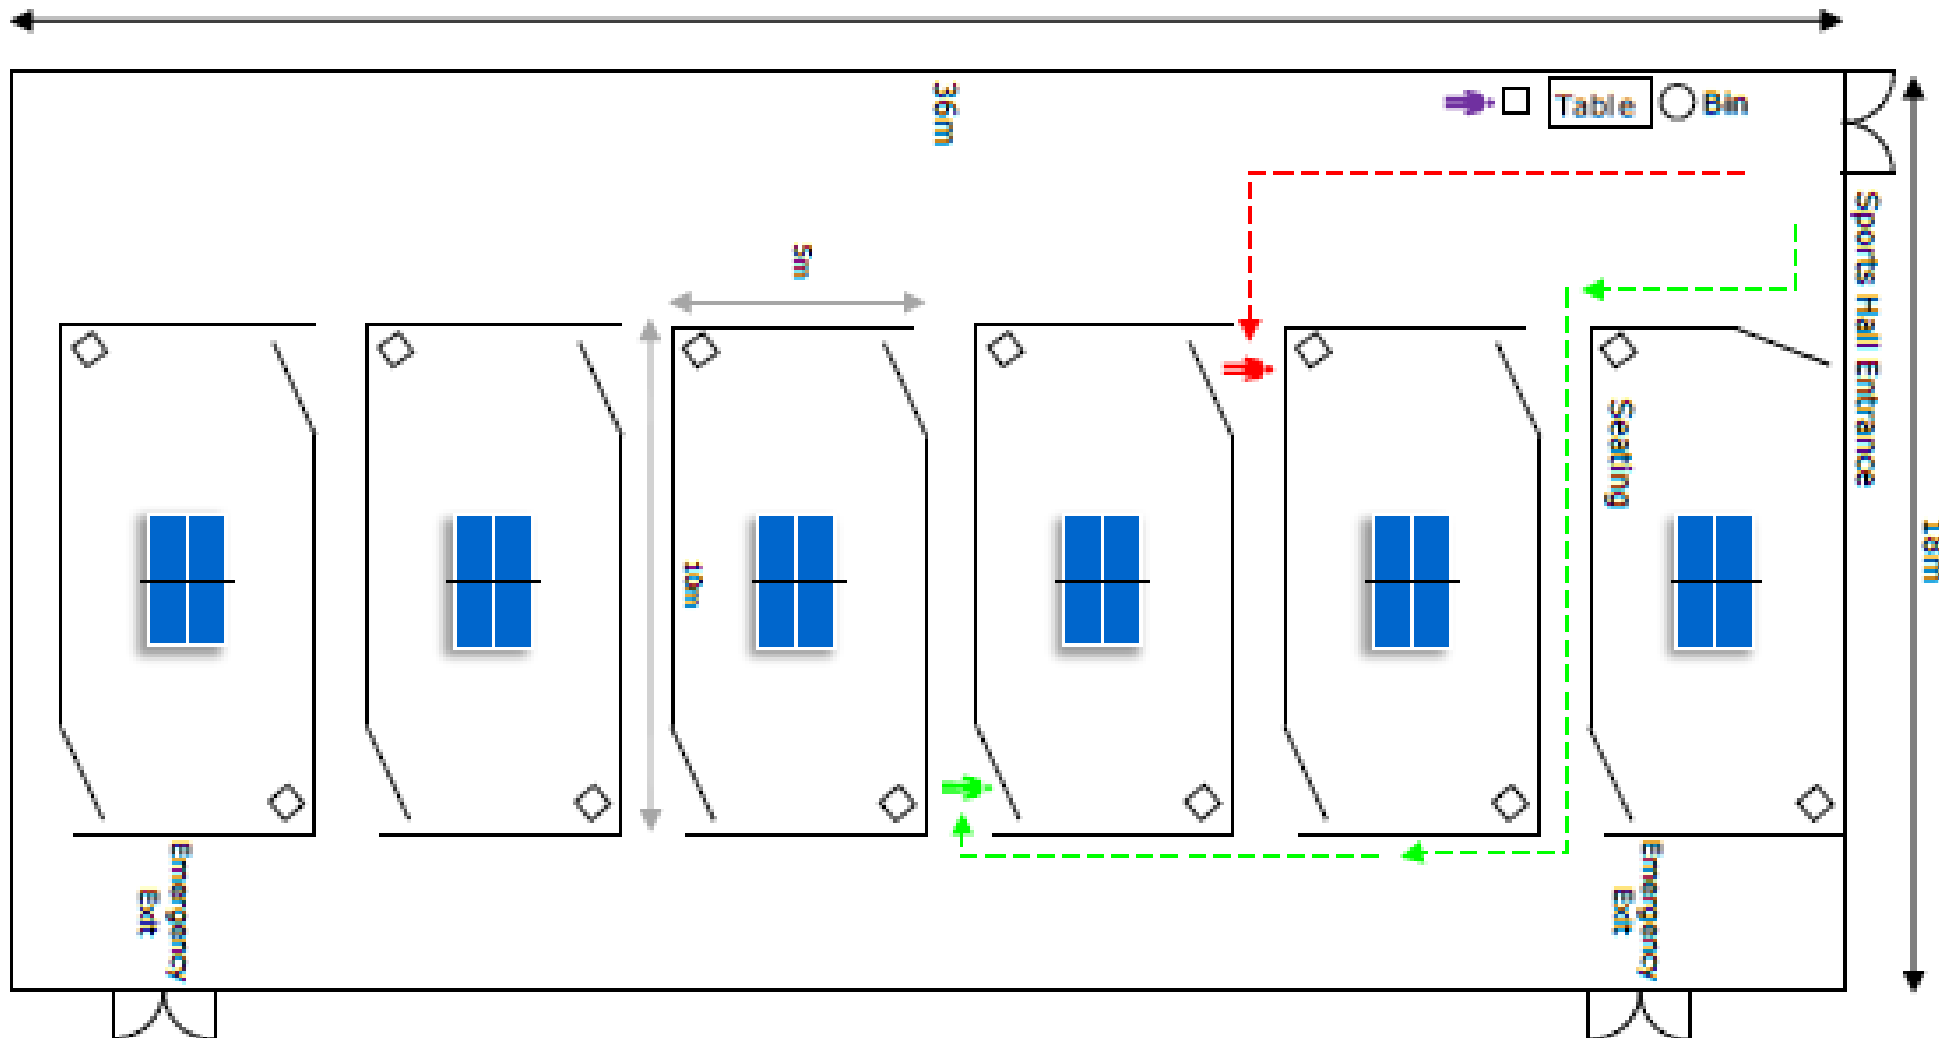 36m
Table
Bin
Sports Hall Entrance
5m
Seating
10m
18m
Emergency
Exit
Emergency
Exit